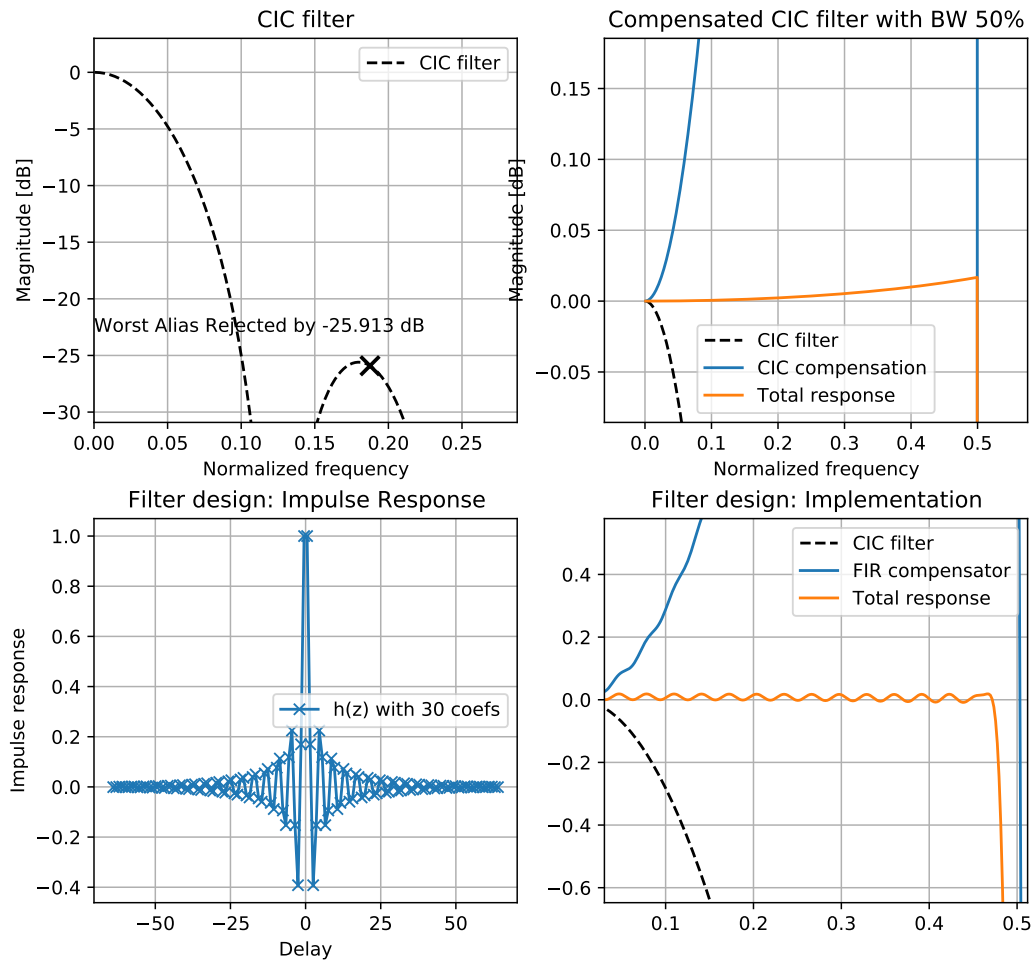 CIC filter
CIC filter
0
−5
−10
−15
−20
−25
−30
Magnitude [dB]
Worst Alias Rejected by -25.913 dB
0.00
0.05
0.10
0.15
0.20
0.25
Normalized frequency
Compensated CIC filter with BW 50%
0.15
0.10
0.05
0.00
−0.05
Magnitude [dB]
CIC filter
CIC compensation
Total response
0.0
0.1
0.2
0.3
0.4
0.5
Normalized frequency
Filter design: Impulse Response
1.0
0.8
0.6
0.4
0.2
0.0
−0.2
−0.4
Impulse response
h(z) with 30 coefs
−50
−25
0
25
50
Delay
Filter design: Implementation
CIC filter
FIR compensator
Total response
0.4
0.2
0.0
−0.2
−0.4
−0.6
0.1
0.2
0.3
0.4
0.5